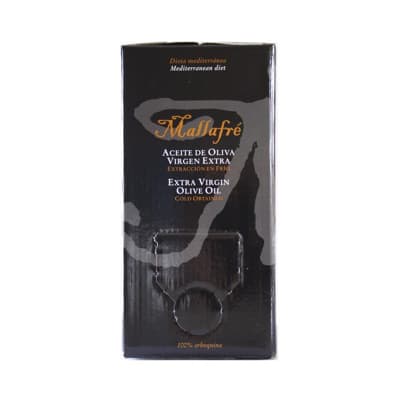 Dieta mediterránea
Mediterranean diet
Mallafré
ACEITE DE OLIVA
VIRGEN EXTRA
EXTRACCIÓN EN FRÍO
EXTRA VIRGIN
OLIVE OIL
COLD OBTAINED
100% arbequina